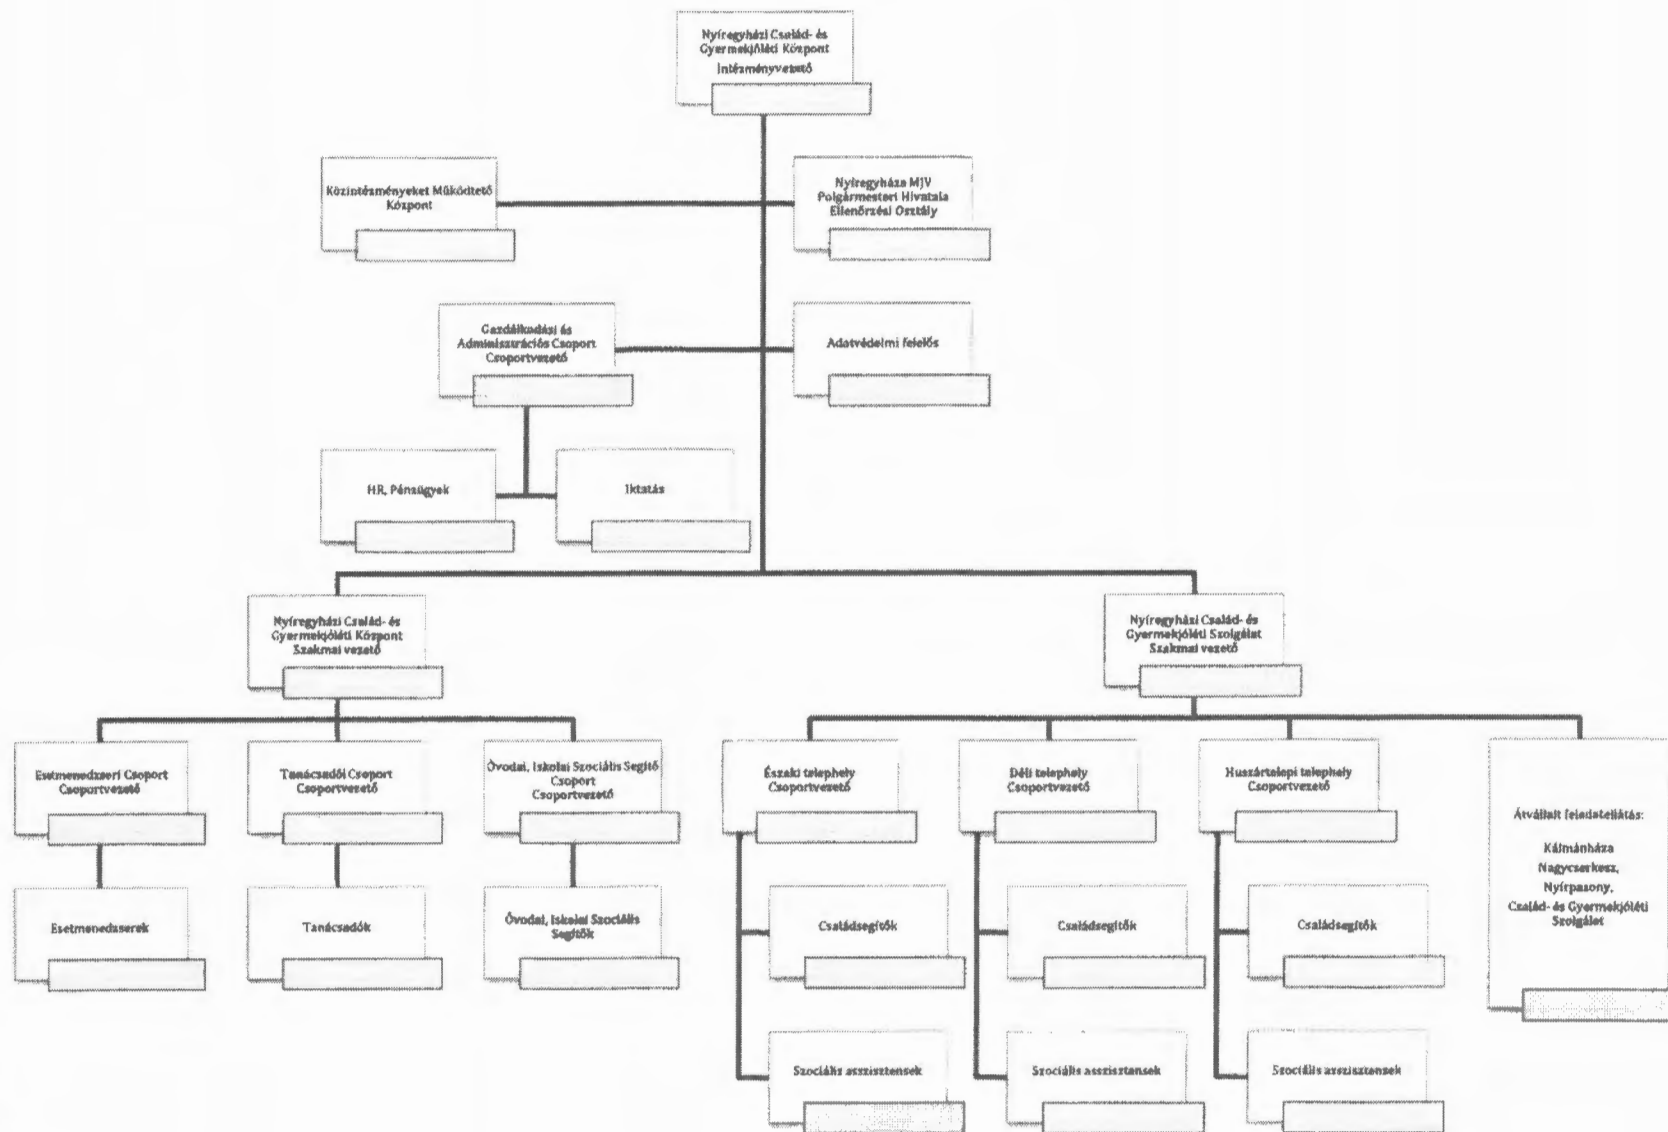 Nyíregyházi Család- és
Gyermekjóléti Központ
Intézményvezető
Közintézményeket Működtető
Központ
Nyíregyháza MJV
Polgármesteri Hivatala
Ellenőrzési Osztály
Gazdálkodási és
Adminisztrációs Csoport
Csoportvezető
Adatvédelmi felelős
HR, Pénzügyek
Iktatás
Nyíregyházi Család- és
Gyermekjóléti Központ
Szakmai vezető
Nyíregyházi Család- és
Gyermekjóléti Szolgálat
Szakmai vezető
Esetmenedzseri Csoport
Csoportvezető
Tanácsadói Csoport
Csoportvezető
Óvodai, Iskolai Szociális Segítő
Csoport
Csoportvezető
Északi telephely
Csoportvezető
Déli telephely
Csoportvezető
Huszártelepi telephely
Csoportvezető
Átvállalt feladatellátás:
Kálmánháza
Nagycserkesz,
Nyírpazony,
Család- és Gyermekjóléti
Szolgálat
Esetmenedzserek
Tanácsadók
Óvodai, Iskolai Szociális
Segítők
Családsegítők
Családsegítők
Családsegítők
Szociális asszisztensek
Szociális asszisztensek
Szociális asszisztensek